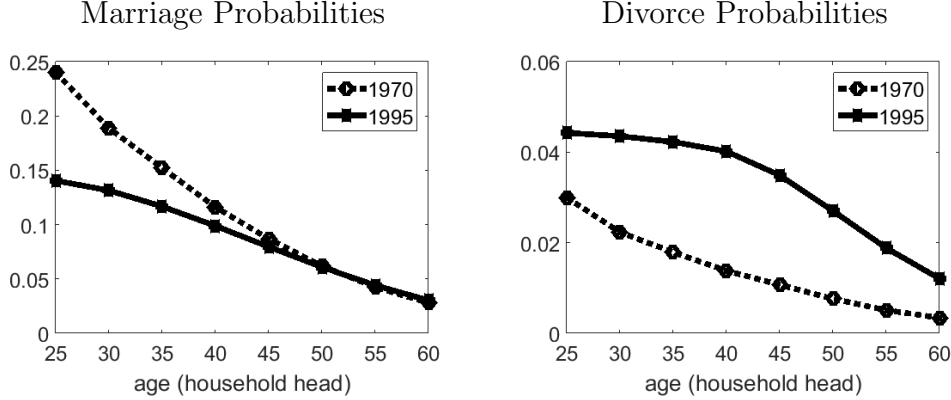 Marriage Probabilities
0.25
0.2
0.15
0.1
0.05
0
25 30 35 40 45 50 55 60
age (household head)
1970
1995
Divorce Probabilities
0.06
0.04
0.02
0
25 30 35 40 45 50 55 60
age (household head)
1970
1995